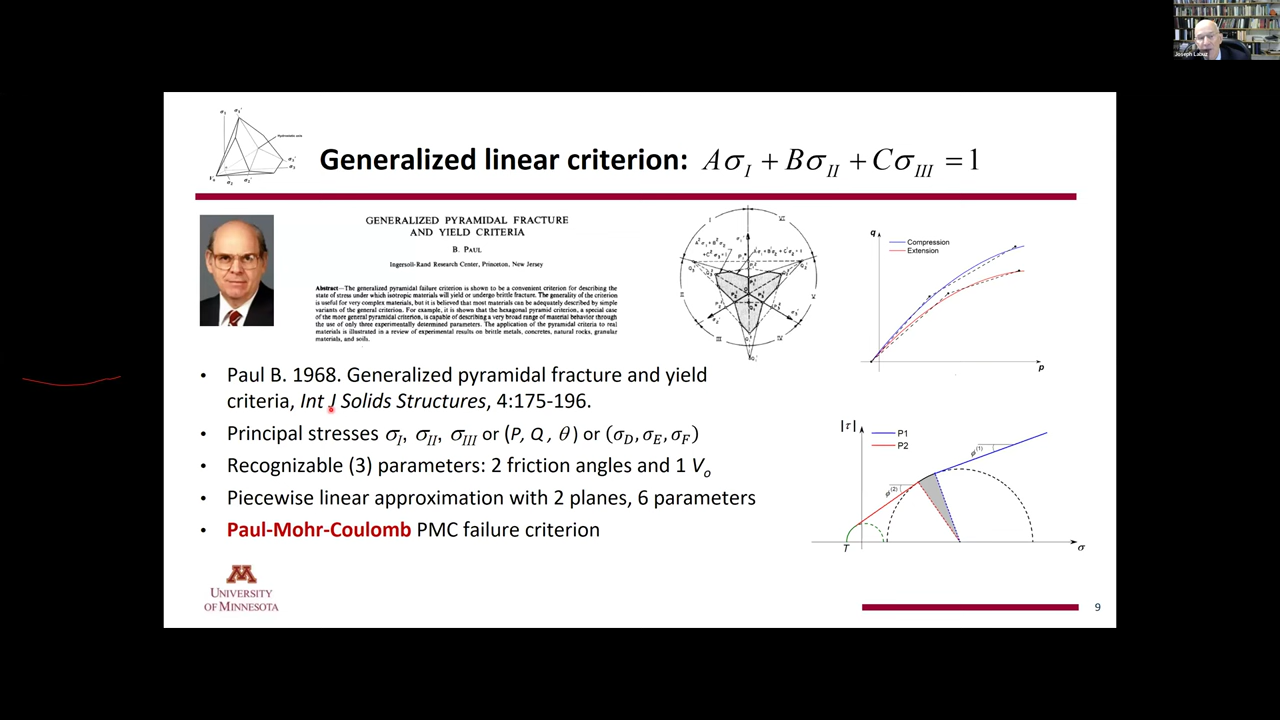 Joseph Labuz
Generalized linear criterion: Aσ_I + Bσ_II + Cσ_III = 1
GENERALIZED PYRAMIDAL FRACTURE
AND YIELD CRITERIA
B. PAUL
Ingersoll-Rand Research Center, Princeton, New Jersey
Abstract—The generalized pyramidal failure criterion is shown to be a convenient criterion for describing the
state of stress under which isotropic materials will yield or undergo brittle fracture. The generality of the criterion
is useful for very complex materials, but it is believed that most materials can be adequately described by simple
variants of the general criterion. For example, it is shown that the hexagonal pyramid criterion, a special case
of the more general pyramidal criterion, is capable of describing a very broad range of material behavior through
the use of only three experimentally determined parameters. The application of the pyramidal criteria to real
materials is illustrated in a review of experimental results on brittle metals, concretes, natural rocks, granular
materials, and soils.
I
VI
II
V
III
IV
q
Compression
Extension
p
• Paul B. 1968. Generalized pyramidal fracture and yield
criteria, Int J Solids Structures, 4:175-196.
• Principal stresses σ_I, σ_II, σ_III or (P, Q, θ) or (σ_D, σ_E, σ_F)
• Recognizable (3) parameters: 2 friction angles and 1 V_o
• Piecewise linear approximation with 2 planes, 6 parameters
• Paul-Mohr-Coulomb PMC failure criterion
|τ|
P1
P2
ϕ^(1)
ϕ^(2)
T
σ
UNIVERSITY
OF MINNESOTA
9